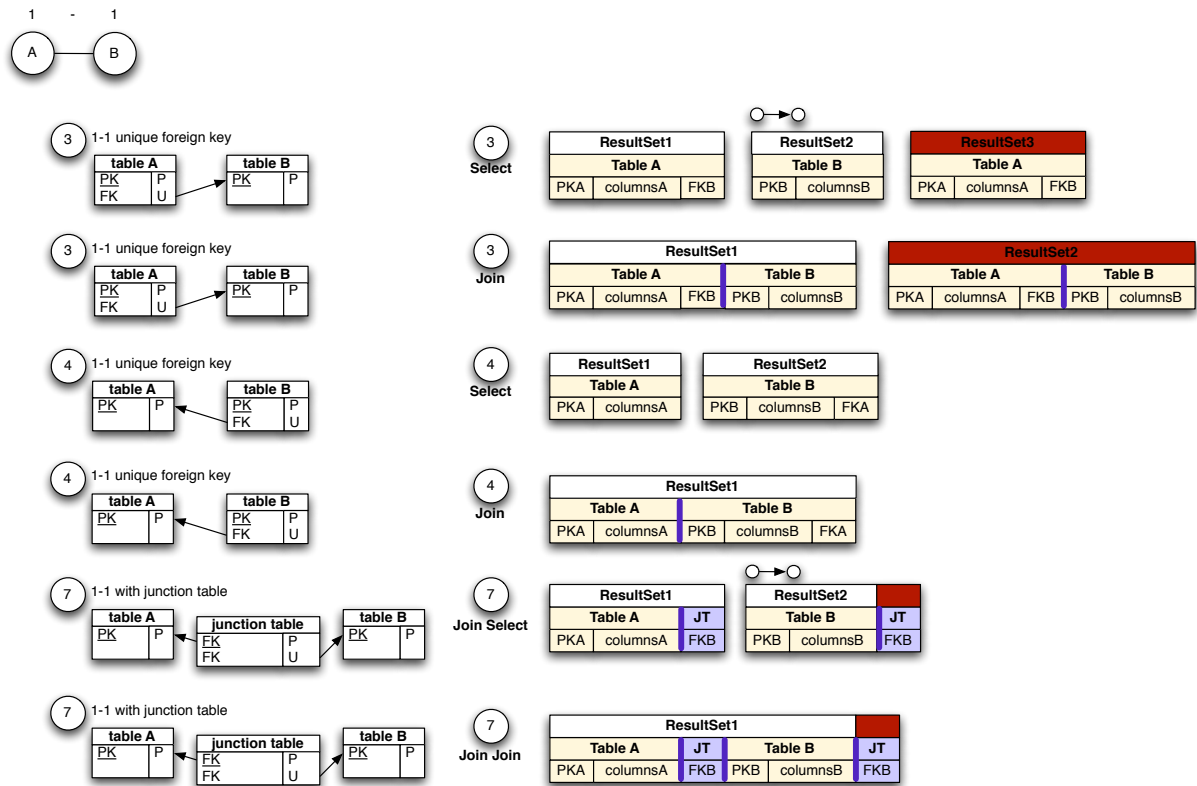 1 - 1
A B
3 1-1 unique foreign key
table A table B
PK P PK P
FK U
3 Select
ResultSet1 ResultSet2 ResultSet3
Table A Table B Table A
PKA columnsA FKB PKB columnsB PKA columnsA FKB
3 1-1 unique foreign key
table A table B
PK P PK P
FK U
3 Join
ResultSet1 ResultSet2
Table A Table B Table A Table B
PKA columnsA FKB PKB columnsB PKA columnsA FKB PKB columnsB
4 1-1 unique foreign key
table A table B
PK P PK P
FK U
4 Select
ResultSet1 ResultSet2
Table A Table B
PKA columnsA PKB columnsB FKA
4 1-1 unique foreign key
table A table B
PK P PK P
FK U
4 Join
ResultSet1
Table A Table B
PKA columnsA PKB columnsB FKA
7 1-1 with junction table
table A junction table table B
PK P FK P PK P
FK U
7 Join Select
ResultSet1 ResultSet2
Table A JT Table B JT
PKA columnsA FKB PKB columnsB FKB
7 1-1 with junction table
table A junction table table B
PK P FK P PK P
FK U
7 Join Join
ResultSet1
Table A JT Table B JT
PKA columnsA FKB PKB columnsB FKB